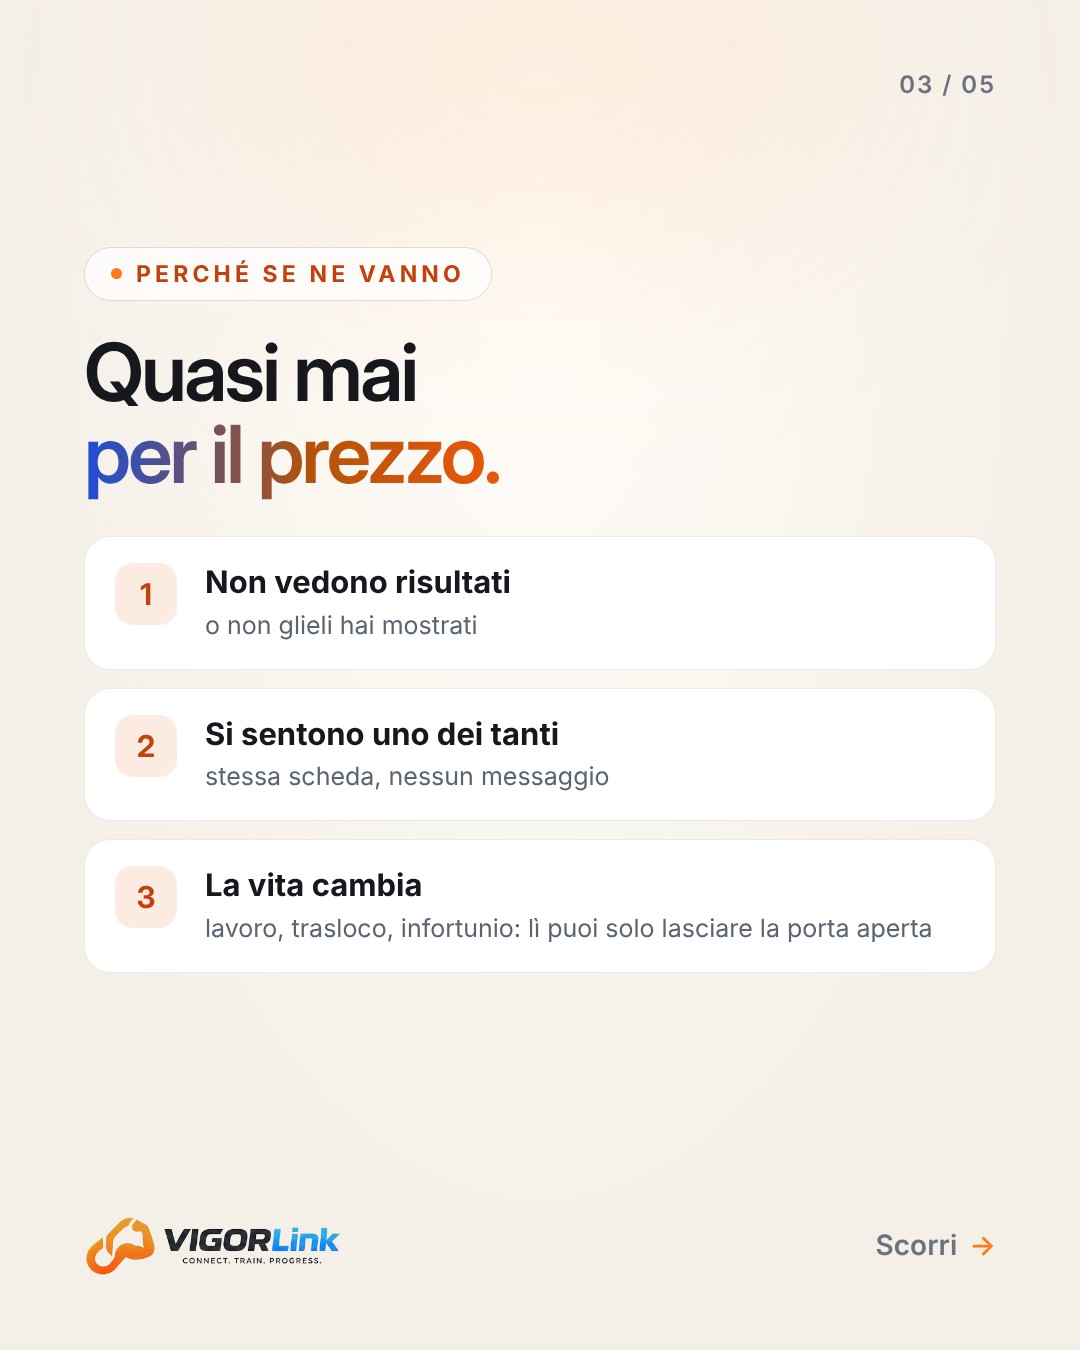 03 / 05
PERCHÉ SE NE VANNO
Quasi mai
per il prezzo.
1
Non vedono risultati
o non glieli hai mostrati
2
Si sentono uno dei tanti
stessa scheda, nessun messaggio
3
La vita cambia
lavoro, trasloco, infortunio: lì puoi solo lasciare la porta aperta
VIGORLink
CONNECT. TRAIN. PROGRESS.
Scorri →